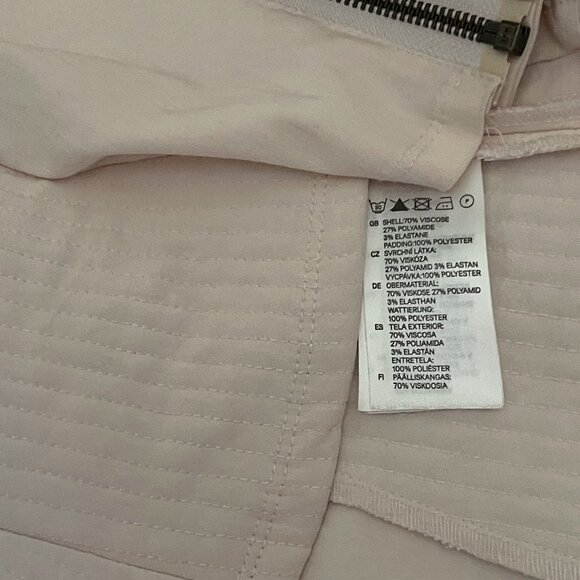 30 P
GB SHELL:70% VISCOSE
27% POLYAMIDE
3% ELASTANE
PADDING:100% POLYESTER
CZ SVRCHNÍ LÁTKA:
70% VISKÓZA
27% POLYAMID 3% ELASTAN
VÝCPÁVKA:100% POLYESTER
DE OBERMATERIAL:
70% VISKOSE 27% POLYAMID
3% ELASTHAN
WATTIERUNG:
100% POLYESTER
ES TELA EXTERIOR:
70% VISCOSA
27% POLIAMIDA
3% ELASTÁN
ENTRETELA:
100% POLIÉSTER
FI PÄÄLLISKANGAS:
70% VISKOOSIA